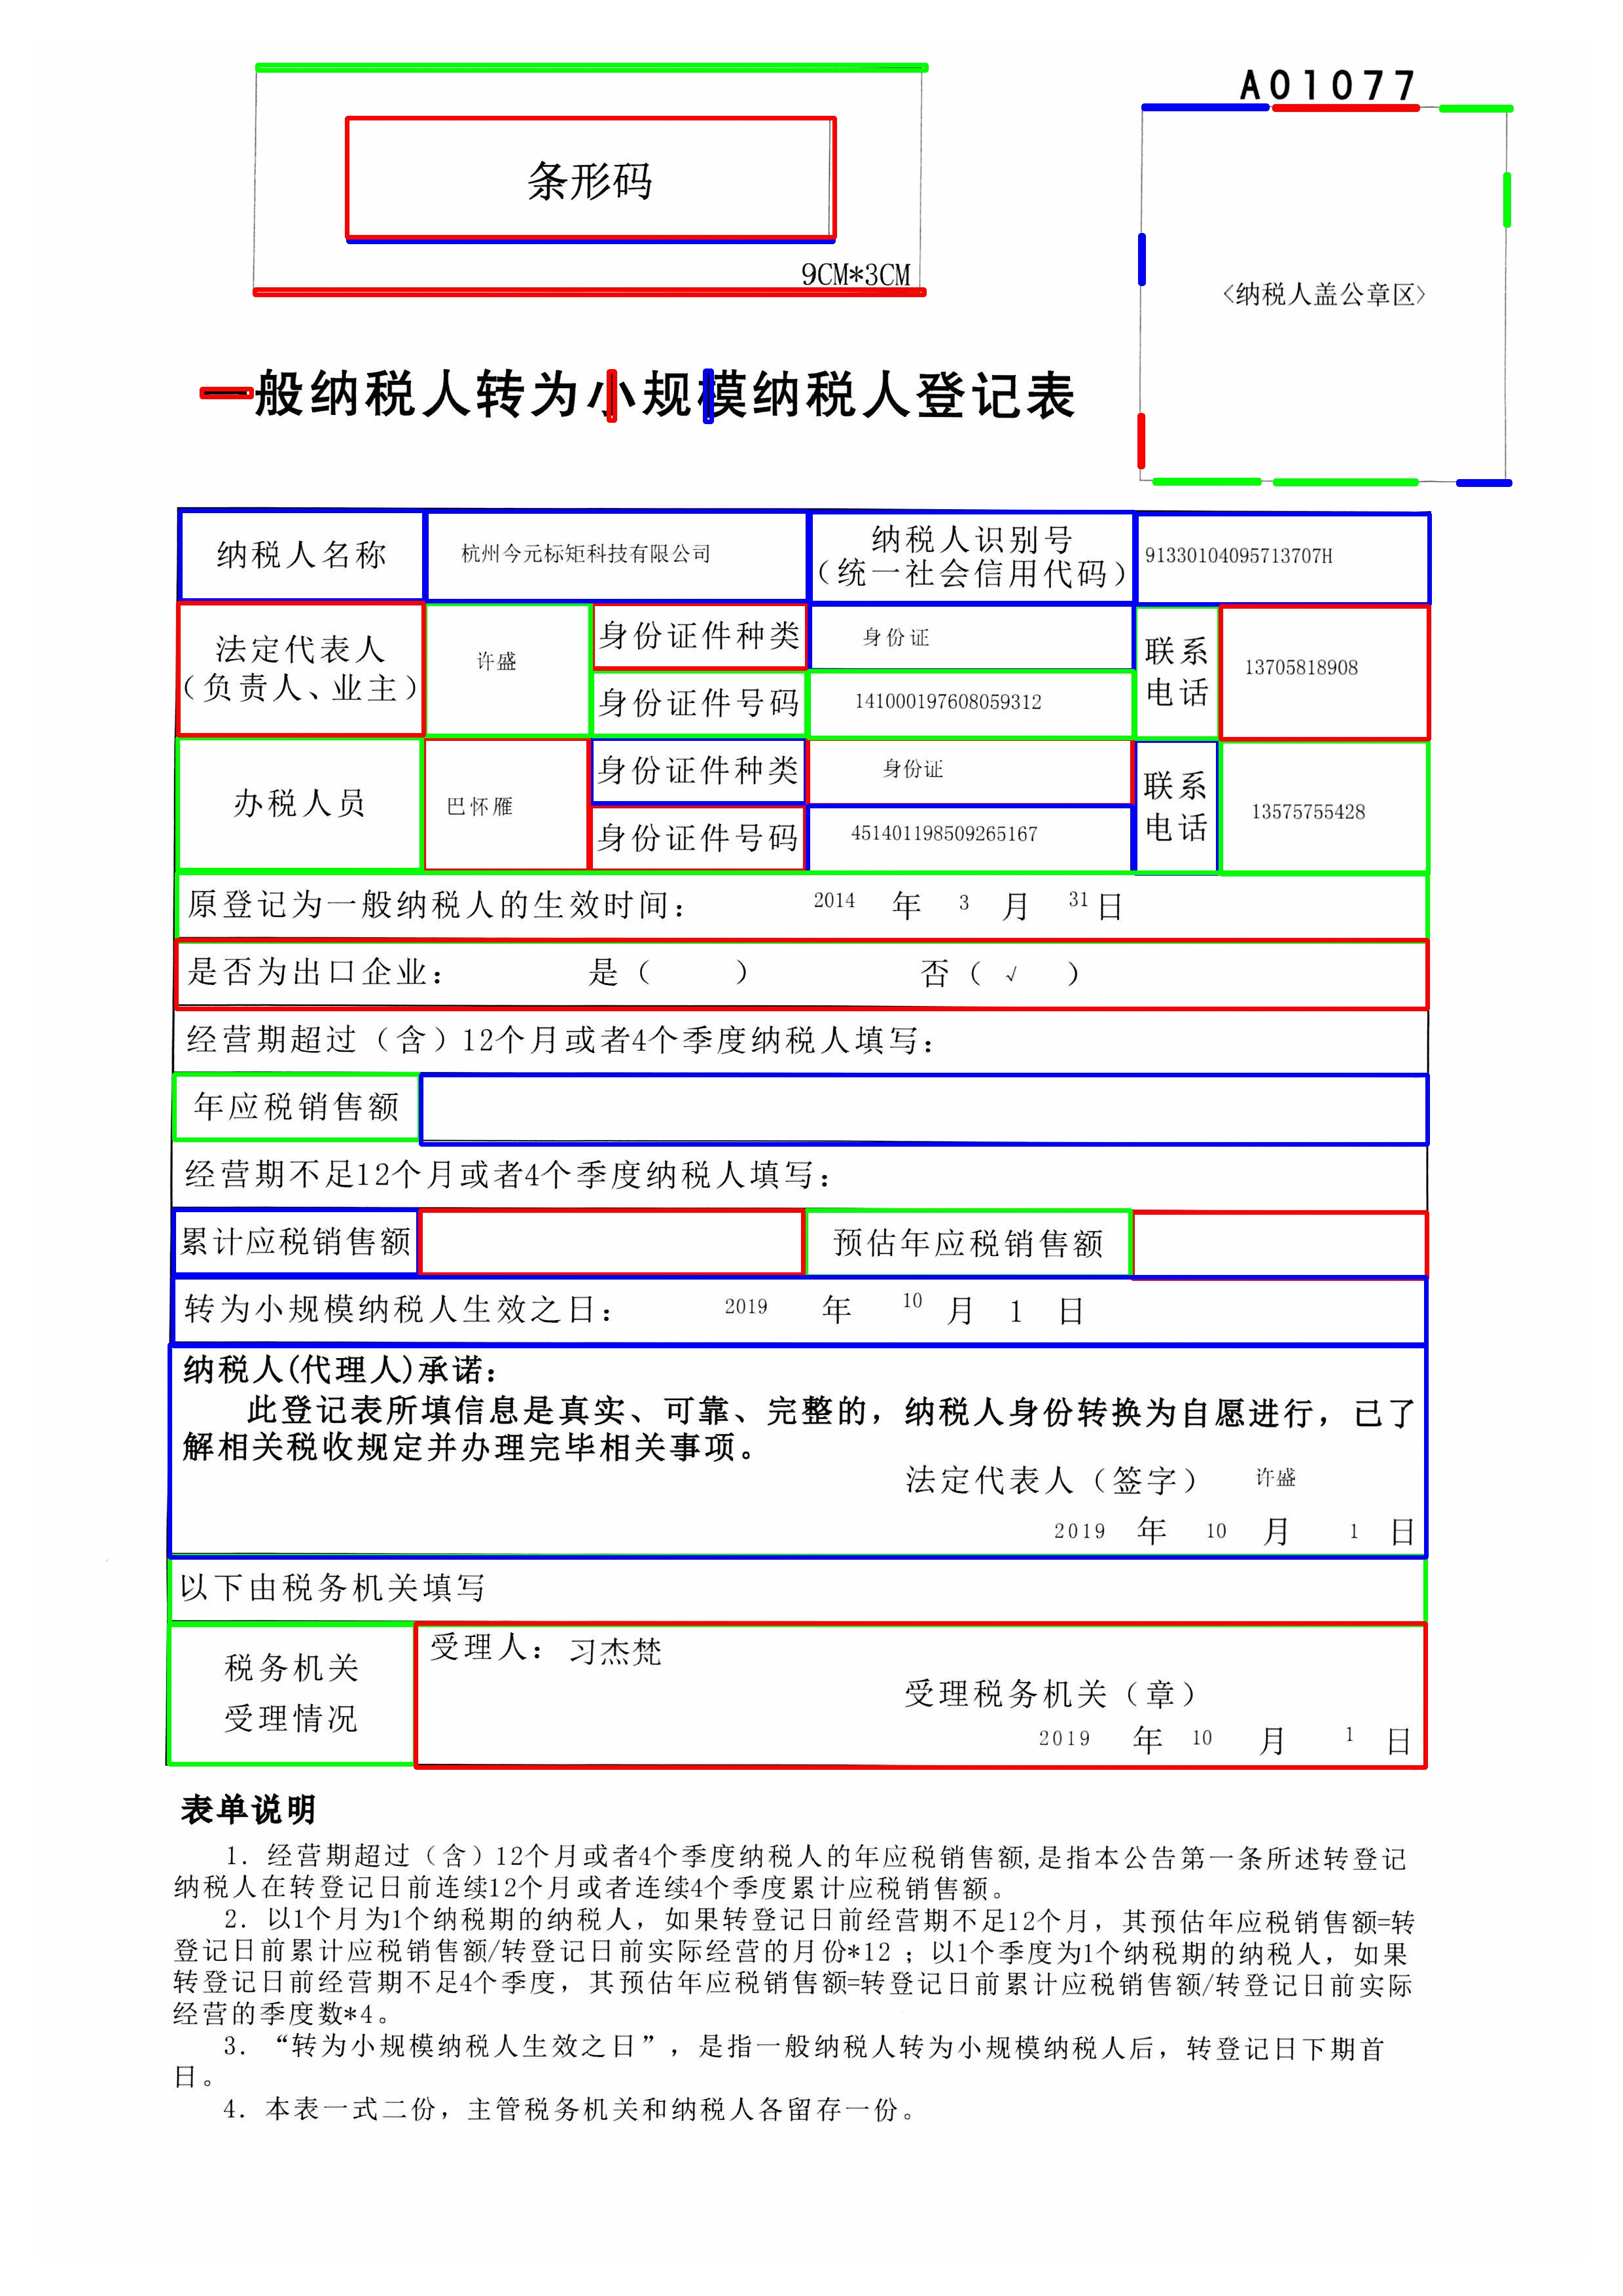 A01077
条形码
9CM*3CM
<纳税人盖公章区>
一般纳税人转为小规模纳税人登记表
纳税人名称 杭州今元标矩科技有限公司 纳税人识别号
(统一社会信用代码) 91330104095713707H
法定代表人
(负责人、业主) 许盛 身份证件种类 身份证 联系
电话 13705818908
身份证件号码 141000197608059312
办税人员 巴怀雁 身份证件种类 身份证 联系
电话 13575755428
身份证件号码 451401198509265167
原登记为一般纳税人的生效时间: 2014 年 3 月 31 日
是否为出口企业: 是( ) 否( √ )
经营期超过(含)12个月或者4个季度纳税人填写:
年应税销售额
经营期不足12个月或者4个季度纳税人填写:
累计应税销售额 预估年应税销售额
转为小规模纳税人生效之日: 2019 年 10 月 1 日
纳税人(代理人)承诺:
此登记表所填信息是真实、可靠、完整的,纳税人身份转换为自愿进行,已了
解相关税收规定并办理完毕相关事项。
法定代表人(签字) 许盛
2019 年 10 月 1 日
以下由税务机关填写
税务机关
受理情况
受理人: 习杰梵
受理税务机关(章)
2019 年 10 月 1 日
表单说明
1. 经营期超过(含)12个月或者4个季度纳税人的年应税销售额,是指本公告第一条所述转登记
纳税人在转登记日前连续12个月或者连续4个季度累计应税销售额。
2. 以1个月为1个纳税期的纳税人,如果转登记日前经营期不足12个月,其预估年应税销售额=转
登记日前累计应税销售额/转登记日前实际经营的月份*12 ;以1个季度为1个纳税期的纳税人,如果
转登记日前经营期不足4个季度,其预估年应税销售额=转登记日前累计应税销售额/转登记日前实际
经营的季度数*4。
3. “转为小规模纳税人生效之日”,是指一般纳税人转为小规模纳税人后,转登记日下期首
日。
4. 本表一式二份,主管税务机关和纳税人各留存一份。